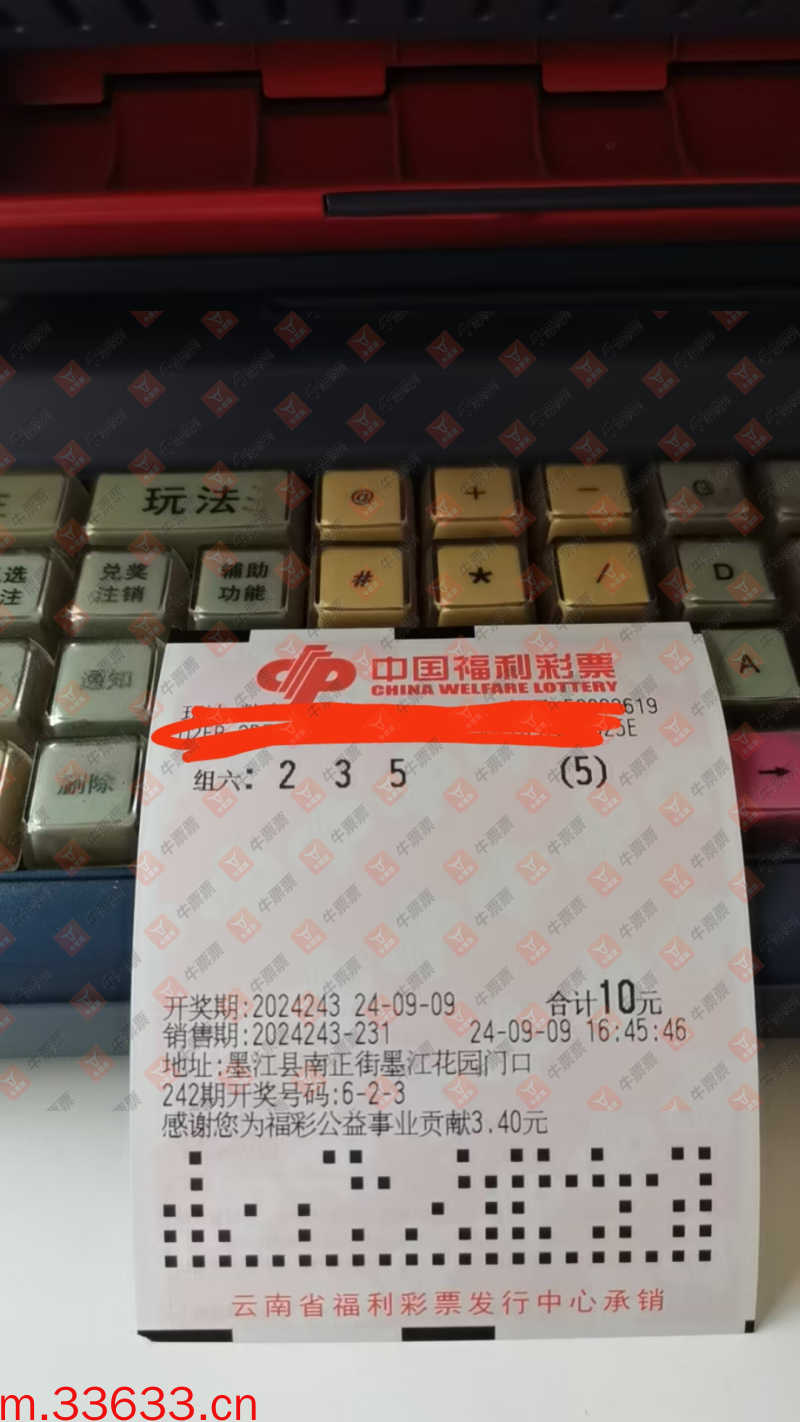 玩法
@
+
-
G
选
注
兑奖
注销
辅助
功能
#
*
/
D
通知
A
删除
→
中国福利彩票
CHINA WELFARE LOTTERY
组六: 2 3 5 (5)
开奖期:2024243 24-09-09 合计10元
销售期:2024243-231 24-09-09 16:45:46
地址:墨江县南正街墨江花园门口
242期开奖号码:6-2-3
感谢您为福彩公益事业贡献3.40元
云南省福利彩票发行中心承销
牛票票
m.33633.cn